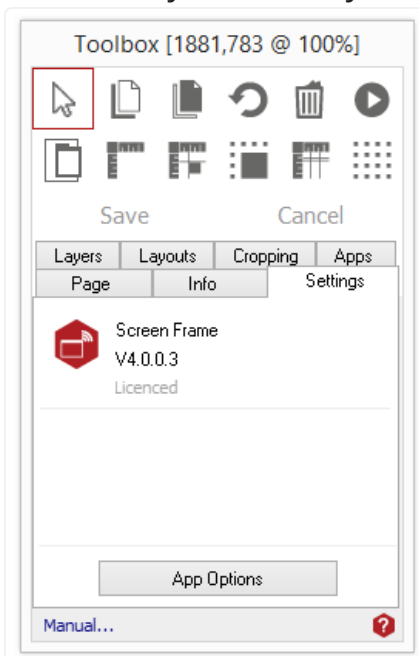 Toolbox [1881,783 @ 100%]
Save Cancel
Layers Layouts Cropping Apps
Page Info Settings
Screen Frame
V4.0.0.3
Licenced
App Options
Manual... ?